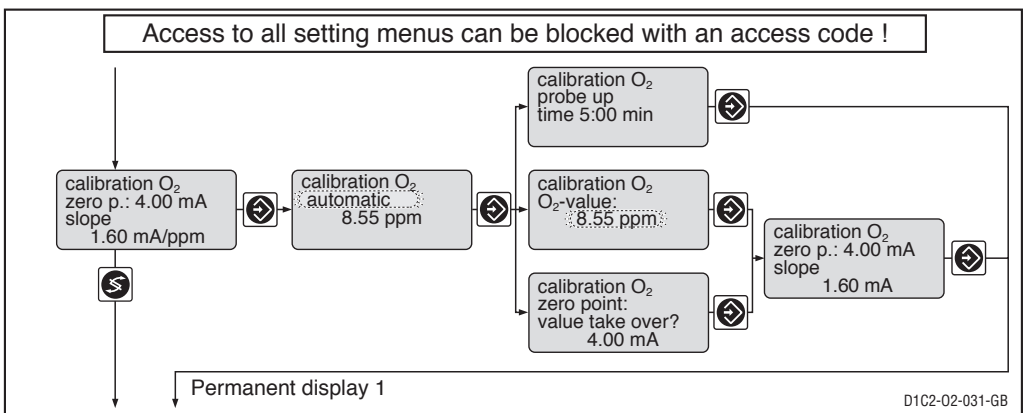 Access to all setting menus can be blocked with an access code !
calibration O₂
zero p.: 4.00 mA
slope
1.60 mA/ppm
calibration O₂
automatic
8.55 ppm
calibration O₂
probe up
time 5:00 min
calibration O₂
O₂-value:
8.55 ppm
calibration O₂
zero point:
value take over?
4.00 mA
calibration O₂
zero p.: 4.00 mA
slope
1.60 mA
Permanent display 1
D1C2-O2-031-GB